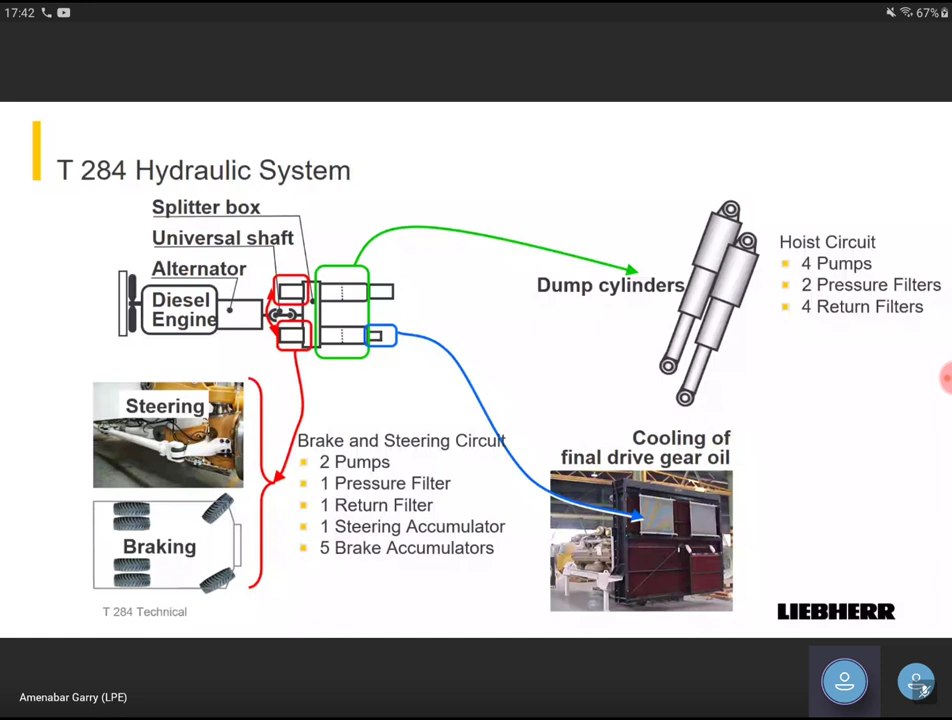 17:42
67%
T 284 Hydraulic System
Splitter box
Universal shaft
Alternator
Diesel
Engine
Dump cylinders
Hoist Circuit
4 Pumps
2 Pressure Filters
4 Return Filters
Steering
Braking
Brake and Steering Circuit
2 Pumps
1 Pressure Filter
1 Return Filter
1 Steering Accumulator
5 Brake Accumulators
Cooling of
final drive gear oil
T 284 Technical
LIEBHERR
Amenabar Garry (LPE)